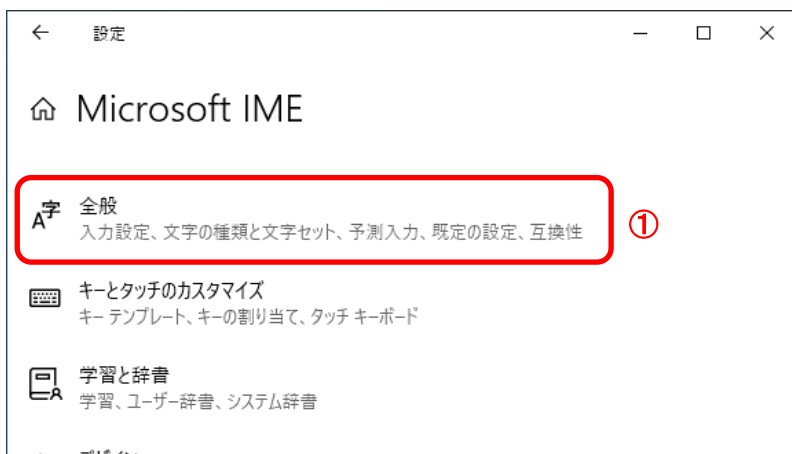 設定
Microsoft IME
全般
入力設定、文字の種類と文字セット、予測入力、既定の設定、互換性
①
キーとタッチのカスタマイズ
キー テンプレート、キーの割り当て、タッチ キーボード
学習と辞書
学習、ユーザー辞書、システム辞書